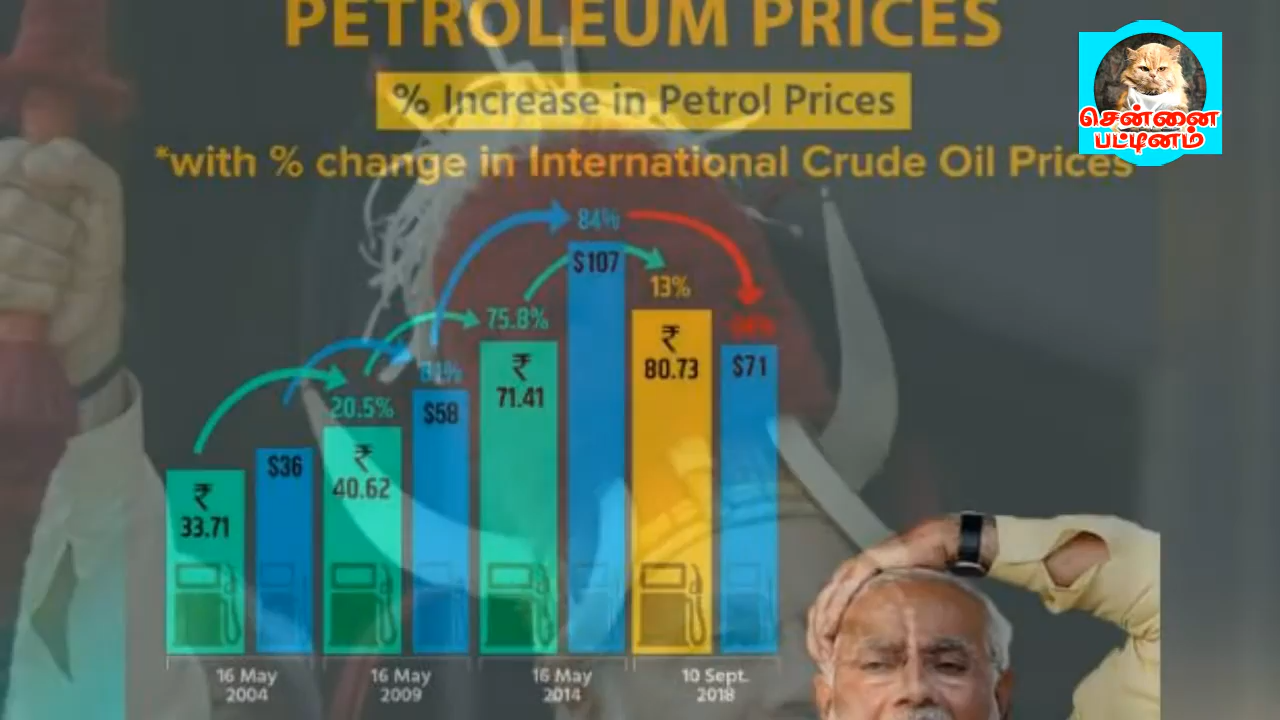 PETROLEUM PRICES
% Increase in Petrol Prices
*with % change in International Crude Oil Prices
சென்னை
பட்டினம்
84%
$107
13%
75.8%
₹
80.73
$71
₹
71.41
20.5%
$58
₹
40.62
$36
₹
33.71
16 May
2004
16 May
2009
16 May
2014
10 Sept.
2018